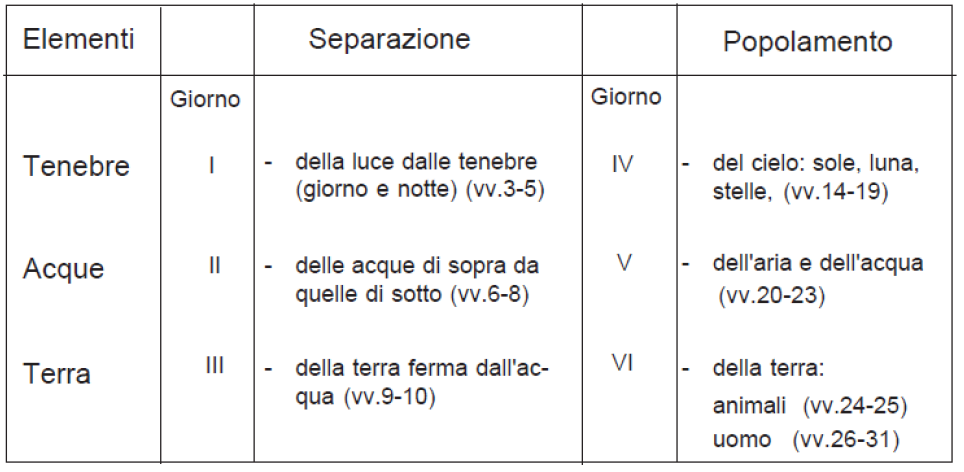 Elementi Separazione Popolamento
Giorno Giorno
Tenebre I - della luce dalle tenebre IV - del cielo: sole, luna,
(giorno e notte) (vv.3-5) stelle, (vv.14-19)
Acque II - delle acque di sopra da V - dell'aria e dell'acqua
quelle di sotto (vv.6-8) (vv.20-23)
Terra III - della terra ferma dall'ac- VI - della terra:
qua (vv.9-10) animali (vv.24-25)
uomo (vv.26-31)